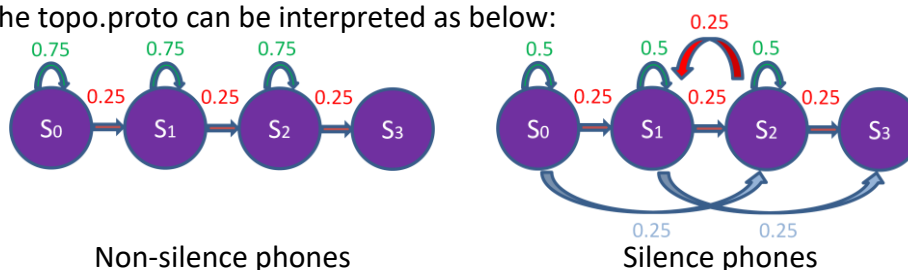 he topo.proto can be interpreted as below:
0.25
0.75 0.75 0.75 0.5 0.5 0.5
0.25 0.25 0.25 0.25 0.25 0.25
S0 S1 S2 S3 S0 S1 S2 S3
0.25 0.25
Non-silence phones Silence phones